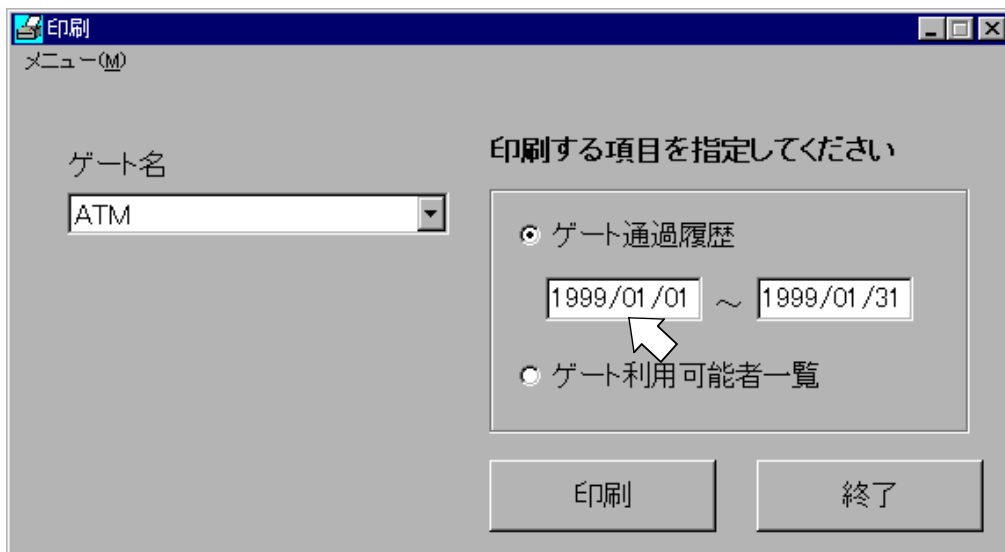 印刷
メニュー(M)
ゲート名
ATM
印刷する項目を指定してください
ゲート通過履歴
1999/01/01 ～ 1999/01/31
ゲート利用可能者一覧
印刷 終了